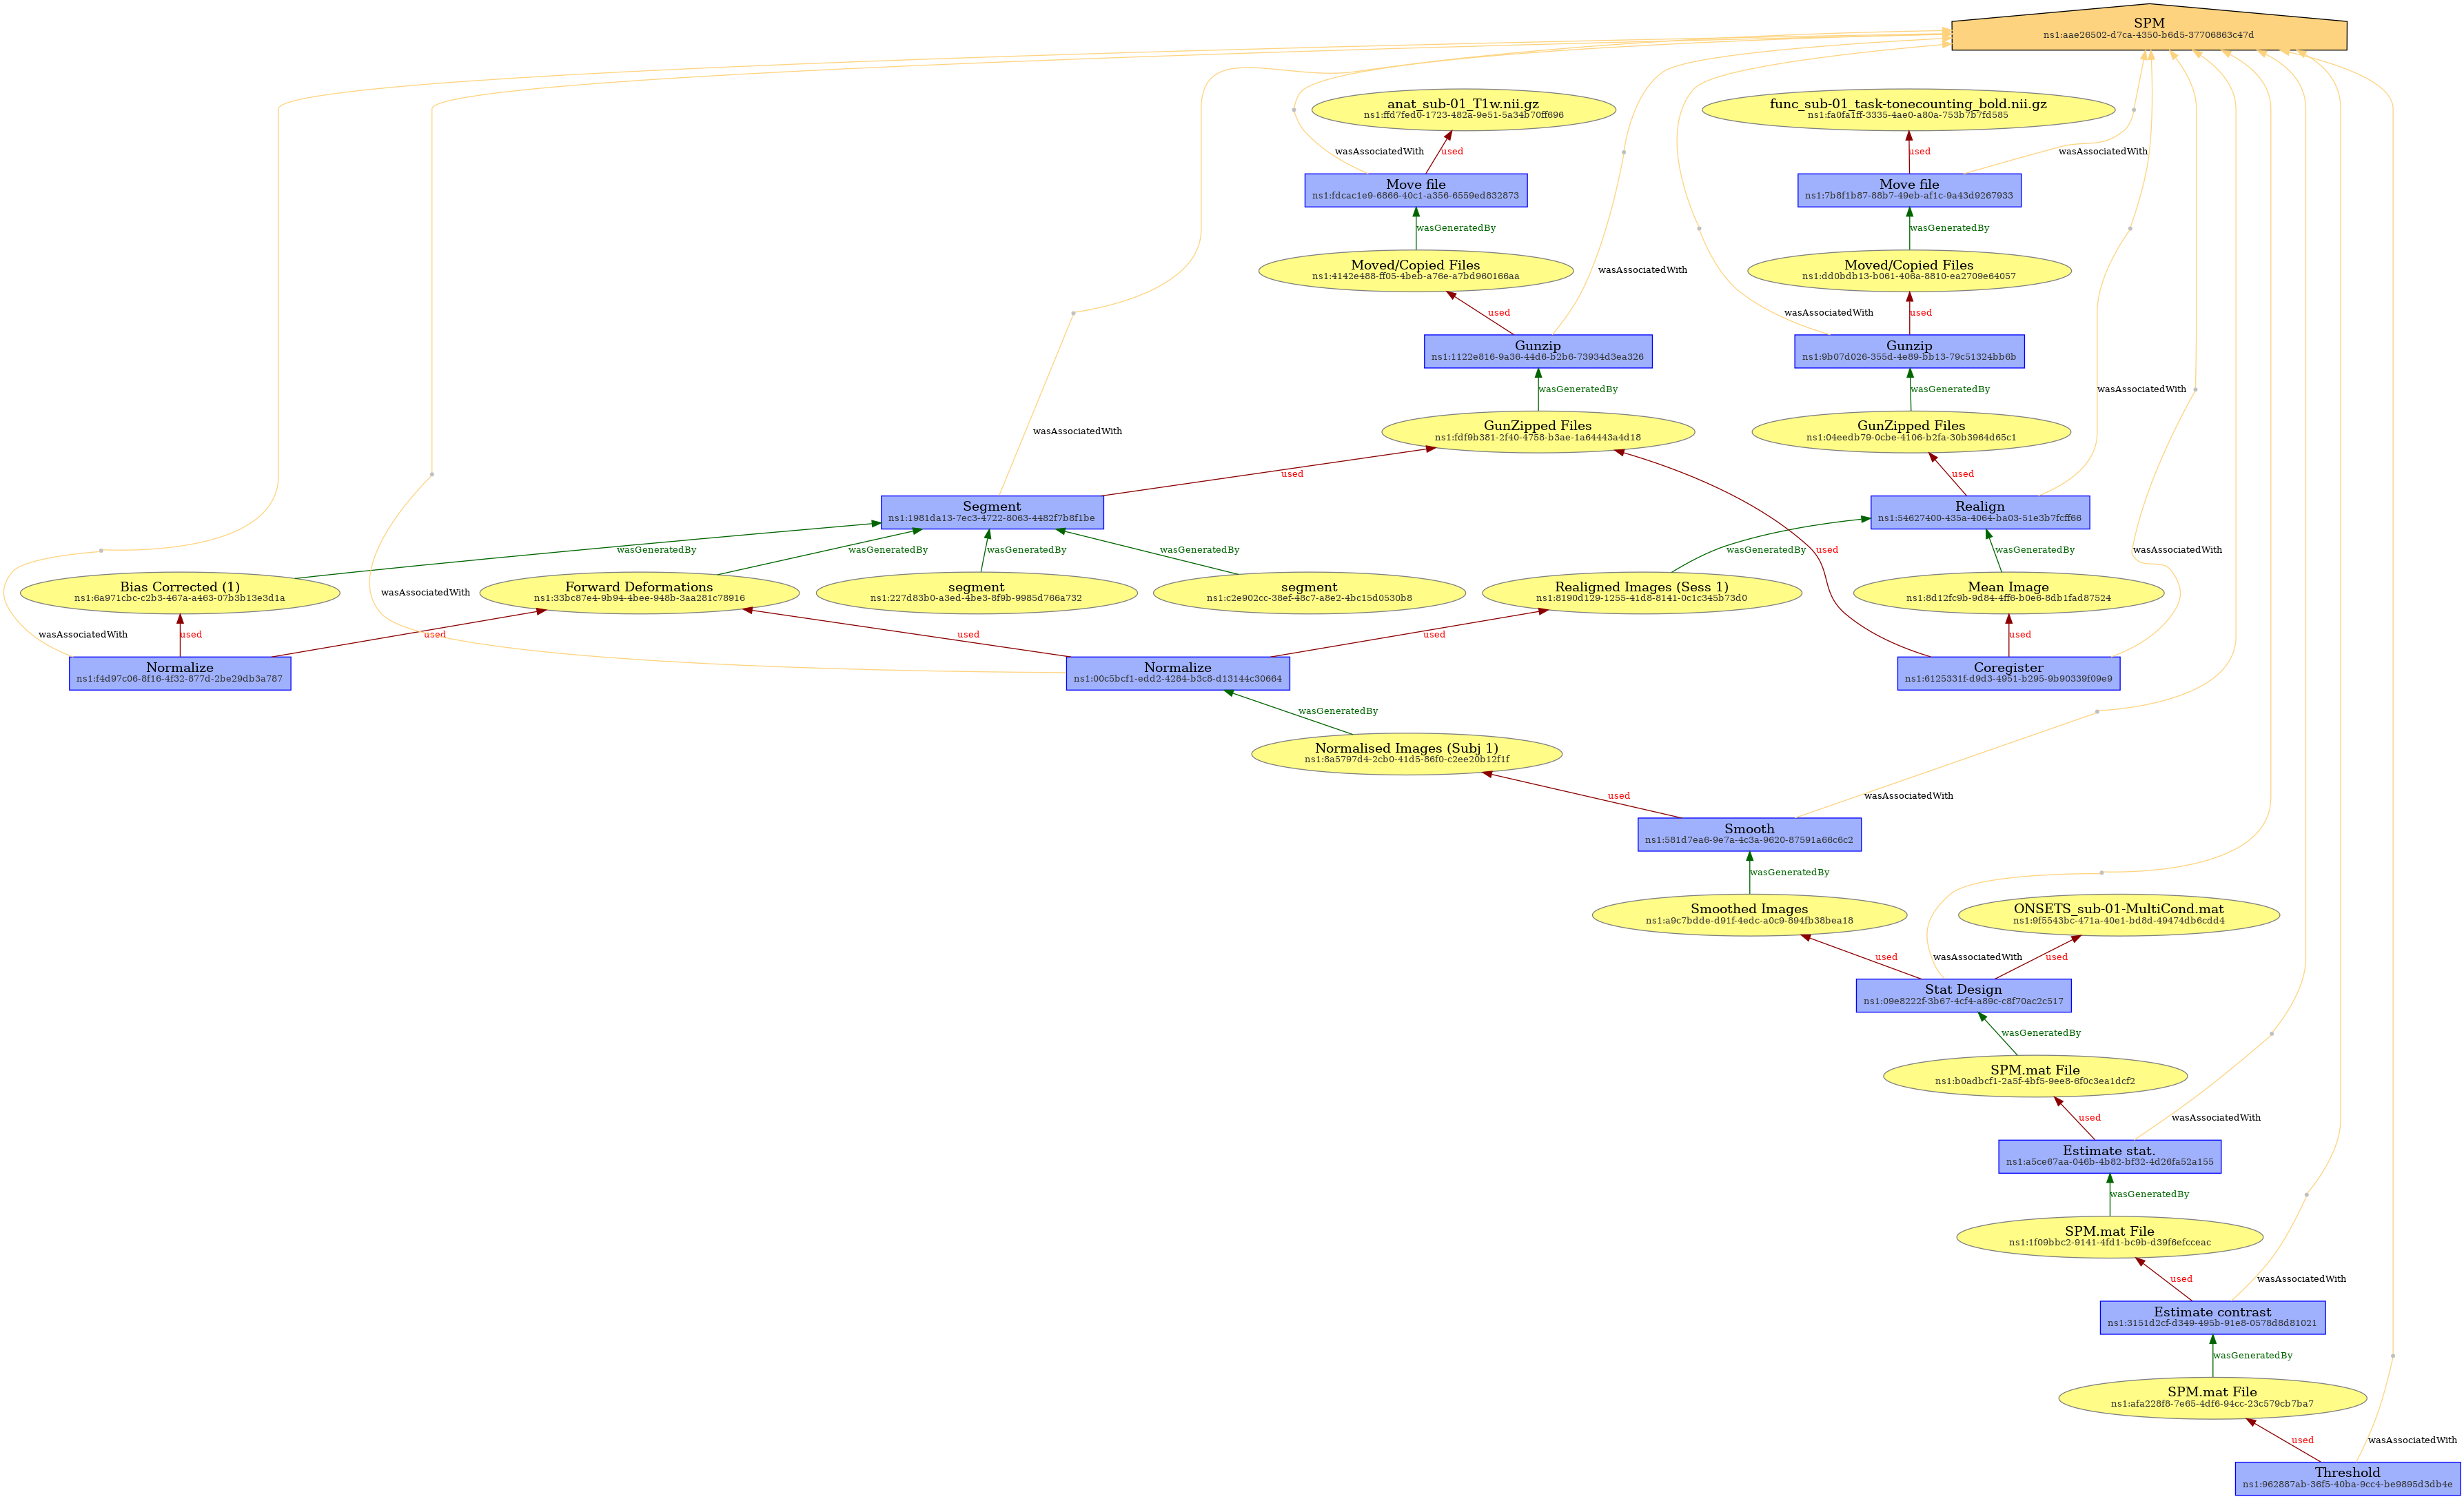 SPM
ns1:aae26502-d7ca-4350-b6d5-37706863c47d
anat_sub-01_T1w.nii.gz
ns1:ffd7fed0-1723-482a-9e51-5a34b70ff696
func_sub-01_task-tonecounting_bold.nii.gz
ns1:fa0fa1ff-3335-4ae0-a80a-753b7b7fd585
wasAssociatedWith
used
used
wasAssociatedWith
Move file
ns1:fdcac1e9-6866-40c1-a356-6559ed832873
Move file
ns1:7b8f1b87-88b7-49eb-af1c-9a43d9267933
wasGeneratedBy
wasGeneratedBy
Moved/Copied Files
ns1:4142e488-ff05-4beb-a76e-a7bd960166aa
wasAssociatedWith
Moved/Copied Files
ns1:dd0bdb13-b061-406a-8810-ea2709e64057
used
wasAssociatedWith
used
Gunzip
ns1:1122e816-9a36-44d6-b2b6-73934d3ea326
Gunzip
ns1:9b07d026-355d-4e89-bb13-79c51324bb6b
wasGeneratedBy
wasGeneratedBy
wasAssociatedWith
wasAssociatedWith
GunZipped Files
ns1:fdf9b381-2f40-4758-b3ae-1a64443a4d18
GunZipped Files
ns1:04eedb79-0cbe-4106-b2fa-30b3964d65c1
used
used
Segment
ns1:1981da13-7ec3-4722-8063-4482f7b8f1be
Realign
ns1:54627400-435a-4064-ba03-51e3b7fcff66
wasGeneratedBy
wasGeneratedBy
wasGeneratedBy
wasGeneratedBy
wasGeneratedBy
used
wasGeneratedBy
wasAssociatedWith
Bias Corrected (1)
ns1:6a971cbc-c2b3-467a-a463-07b3b13e3d1a
wasAssociatedWith
Forward Deformations
ns1:33bc87e4-9b94-4bee-948b-3aa281c78916
segment
ns1:227d83b0-a3ed-4be3-8f9b-9985d766a732
segment
ns1:c2e902cc-38ef-48c7-a8e2-4bc15d0530b8
Realigned Images (Sess 1)
ns1:8190d129-1255-41d8-8141-0c1c345b73d0
Mean Image
ns1:8d12fc9b-9d84-4ff6-b0e6-8db1fad87524
wasAssociatedWith
used
used
used
used
used
Normalize
ns1:f4d97c06-8f16-4f32-877d-2be29db3a787
Normalize
ns1:00c5bcf1-edd2-4284-b3c8-d13144c30664
Coregister
ns1:6125331f-d9d3-4951-b295-9b90339f09e9
wasGeneratedBy
Normalised Images (Subj 1)
ns1:8a5797d4-2cb0-41d5-86f0-c2ee20b12f1f
used
wasAssociatedWith
Smooth
ns1:581d7ea6-9e7a-4c3a-9620-87591a66c6c2
wasGeneratedBy
Smoothed Images
ns1:a9c7bdde-d91f-4edc-a0c9-894fb38bea18
ONSETS_sub-01-MultiCond.mat
ns1:9f5543bc-471a-40e1-bd8d-49474db6cdd4
used
wasAssociatedWith
used
Stat Design
ns1:09e8222f-3b67-4cf4-a89c-c8f70ac2c517
wasGeneratedBy
SPM.mat File
ns1:b0adbcf1-2a5f-4bf5-9ee8-6f0c3ea1dcf2
used
wasAssociatedWith
Estimate stat.
ns1:a5ce67aa-046b-4b82-bf32-4d26fa52a155
wasGeneratedBy
SPM.mat File
ns1:1f09bbc2-9141-4fd1-bc9b-d39f6efcceac
used
wasAssociatedWith
Estimate contrast
ns1:3151d2cf-d349-495b-91e8-0578d8d81021
wasGeneratedBy
SPM.mat File
ns1:afa228f8-7e65-4df6-94cc-23c579cb7ba7
used
wasAssociatedWith
Threshold
ns1:962887ab-36f5-40ba-9cc4-be9895d3db4e